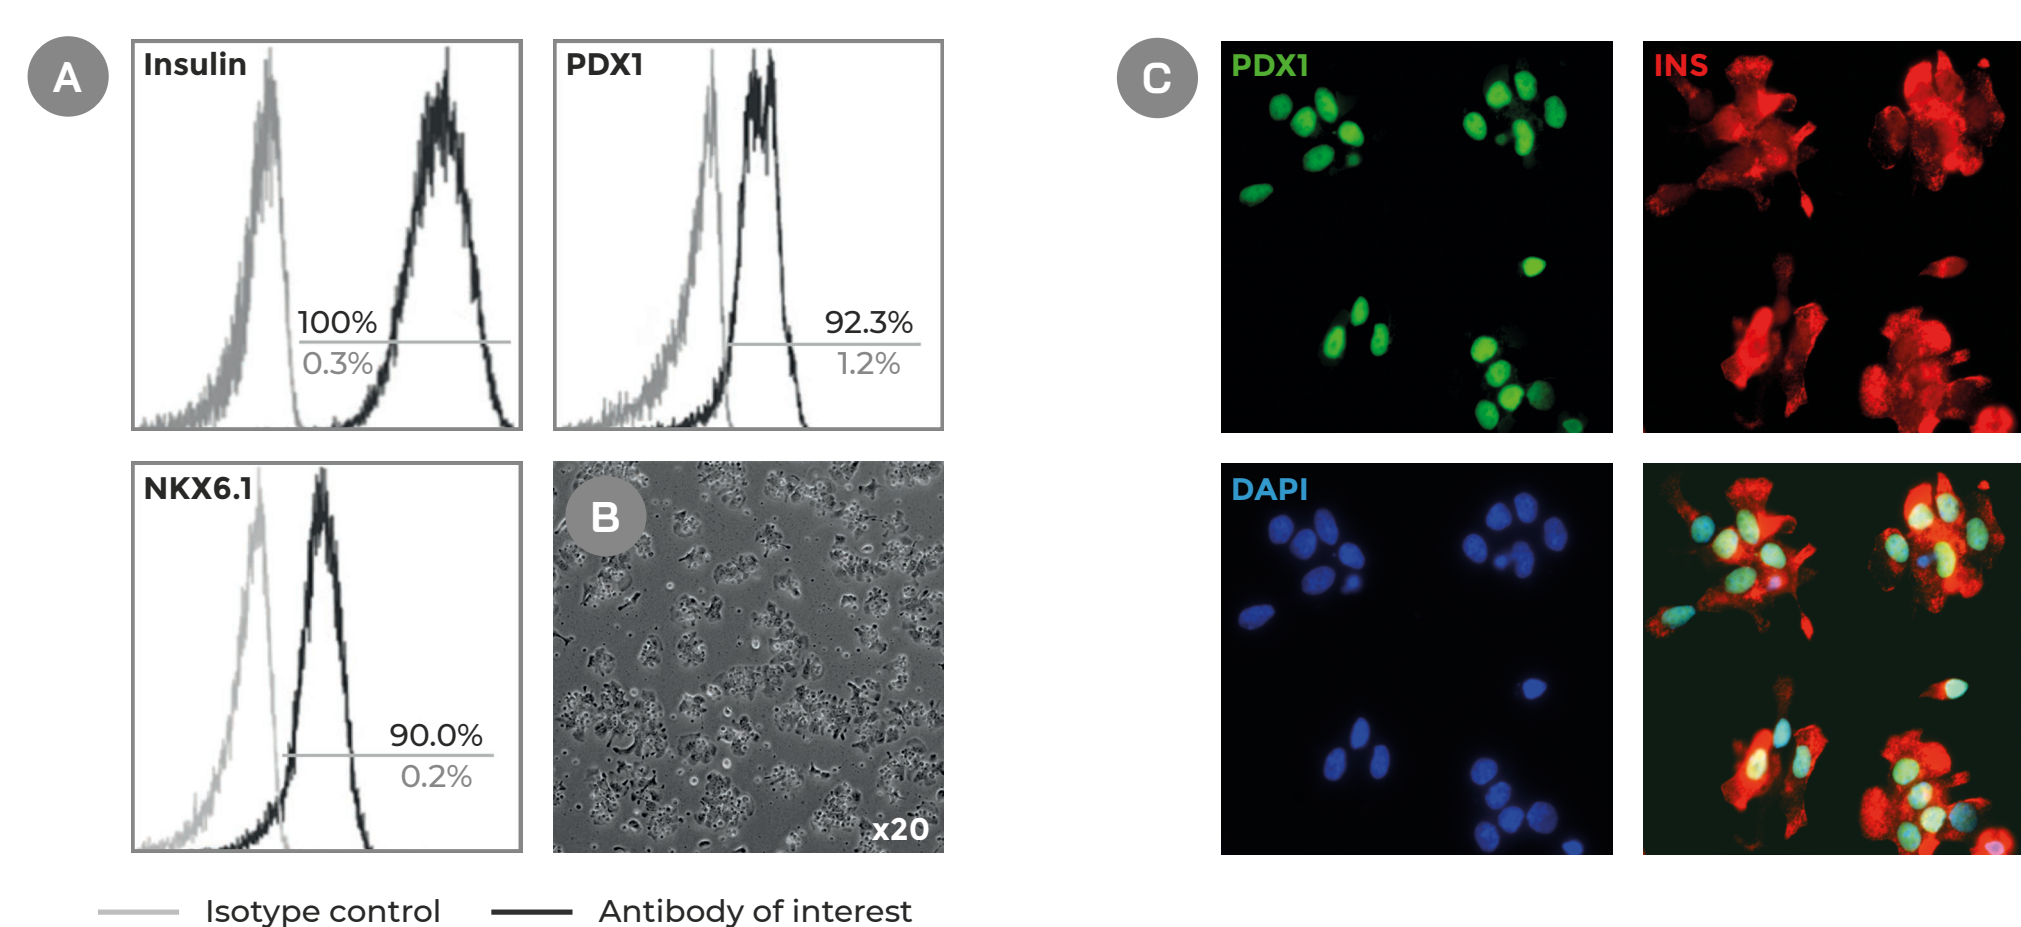 A
Insulin
100%
0.3%
PDX1
92.3%
1.2%
NKX6.1
90.0%
0.2%
B
x20
Isotype control
Antibody of interest
C
PDX1
INS
DAPI